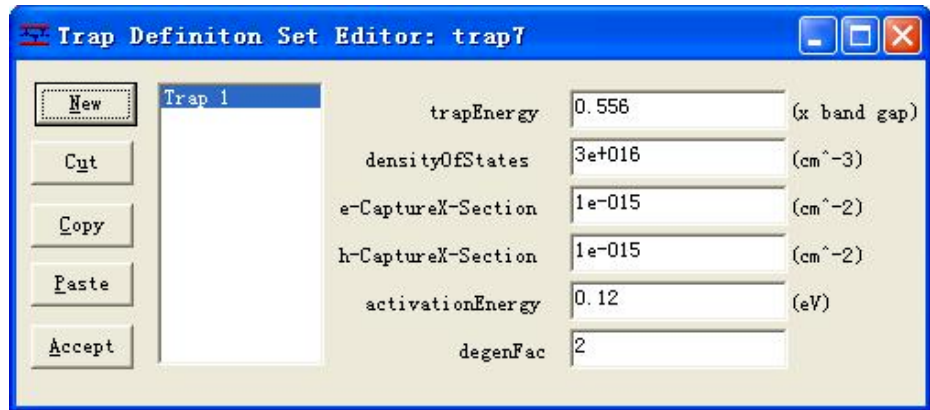 Trap Definiton Set Editor: trap7
New
Cut
Copy
Paste
Accept
Trap 1
trapEnergy 0.556 (x band gap)
densityOfStates 3e+016 (cm^-3)
e-CaptureX-Section 1e-015 (cm^-2)
h-CaptureX-Section 1e-015 (cm^-2)
activationEnergy 0.12 (eV)
degenFac 2